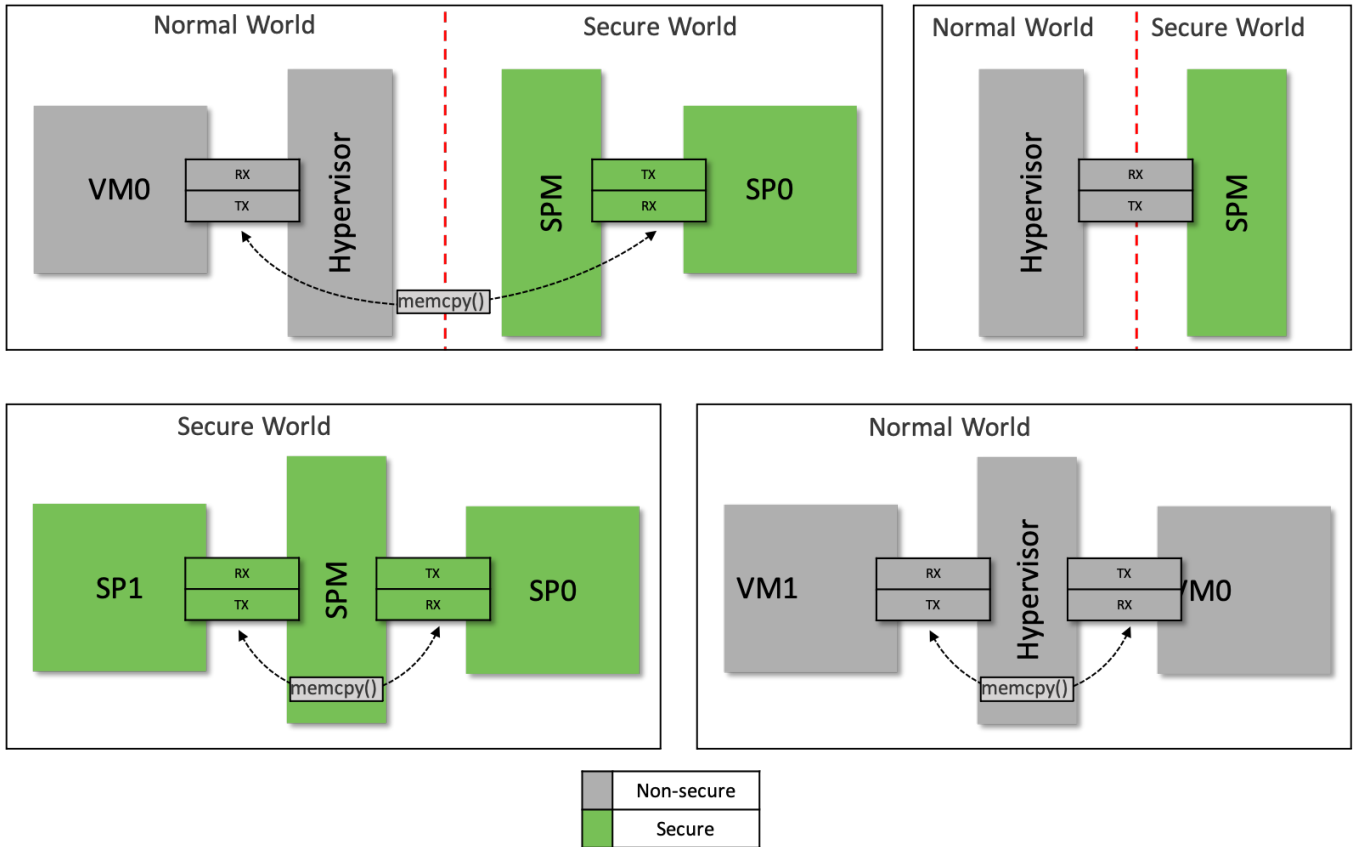 Normal World
Secure World
VM0
RX
TX
Hypervisor
SPM
TX
RX
SP0
memcpy()
Normal World
Secure World
Hypervisor
RX
TX
SPM
Secure World
SP1
RX
TX
SPM
TX
RX
SP0
memcpy()
Normal World
VM1
RX
TX
Hypervisor
TX
RX
VM0
memcpy()
Non-secure
Secure